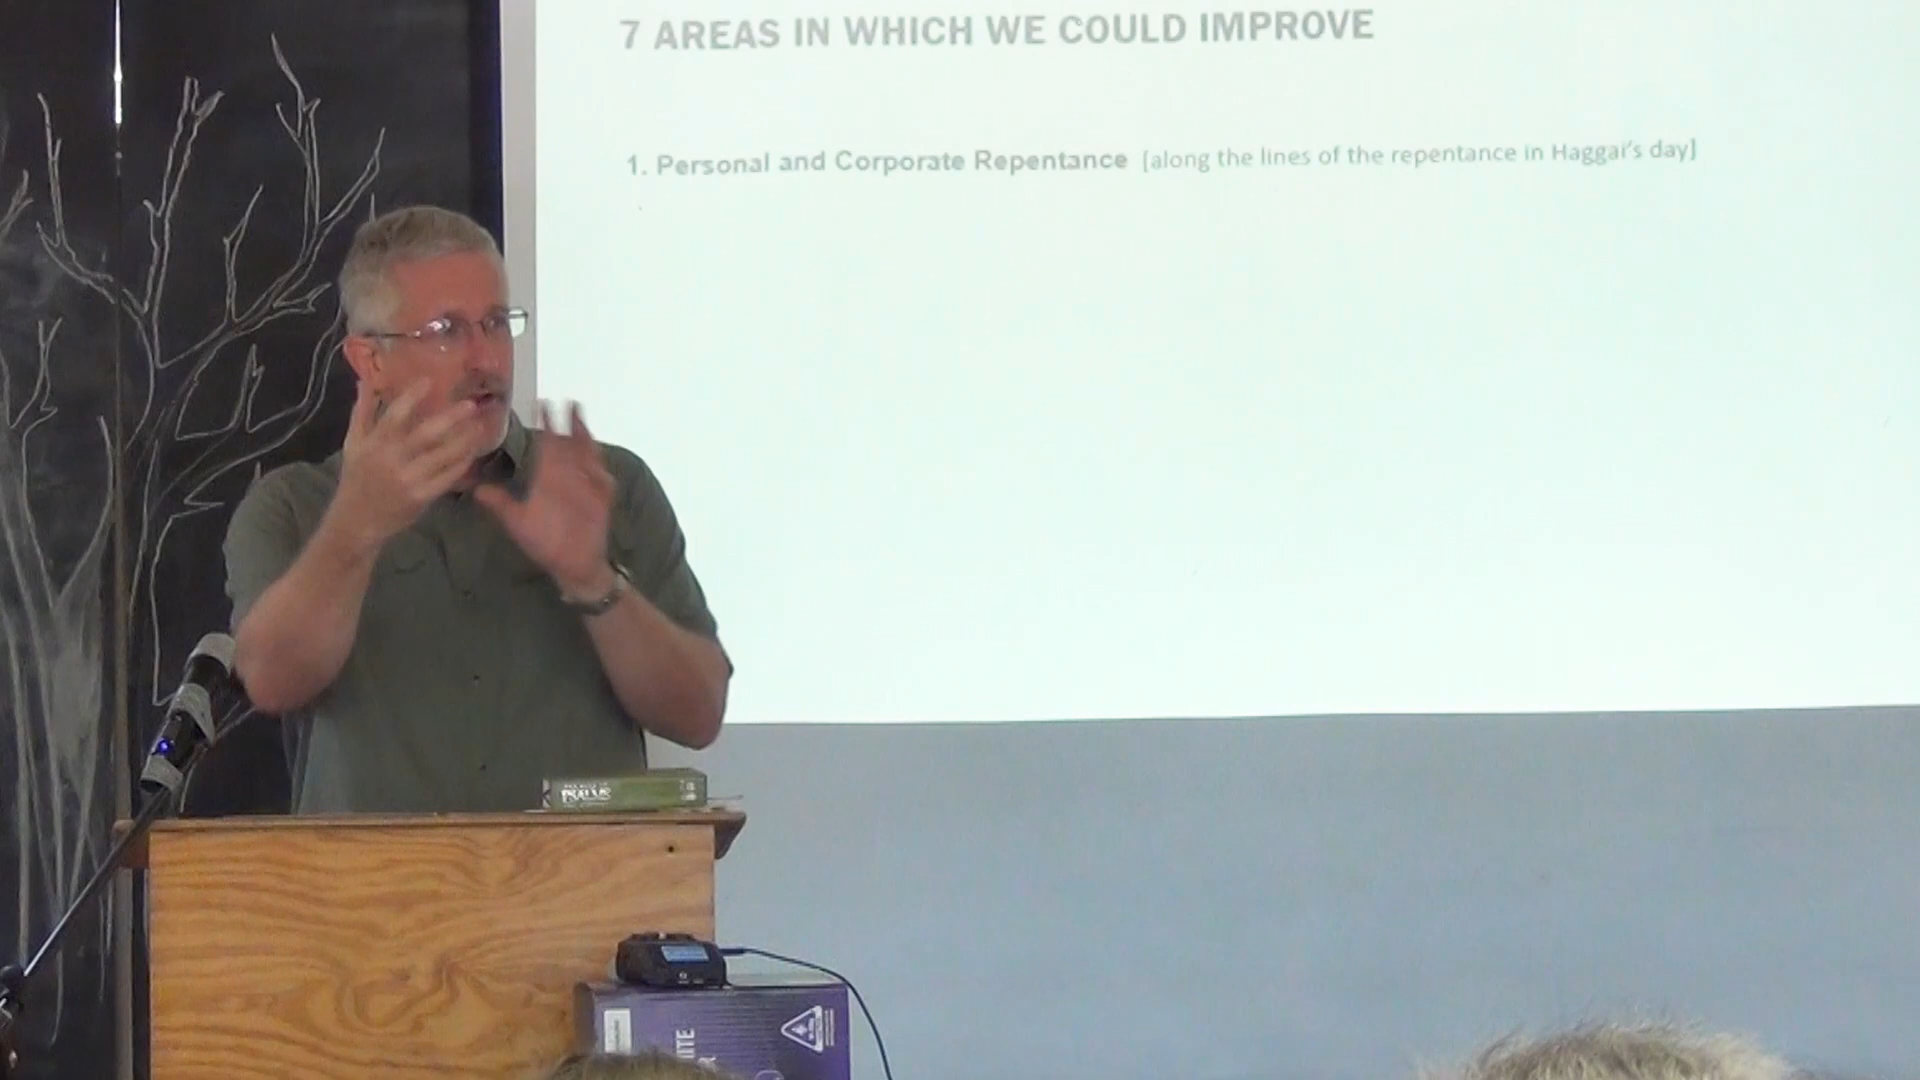 7 AREAS IN WHICH WE COULD IMPROVE
1. Personal and Corporate Repentance [along the lines of the repentance in Haggai's day]
PSALMS